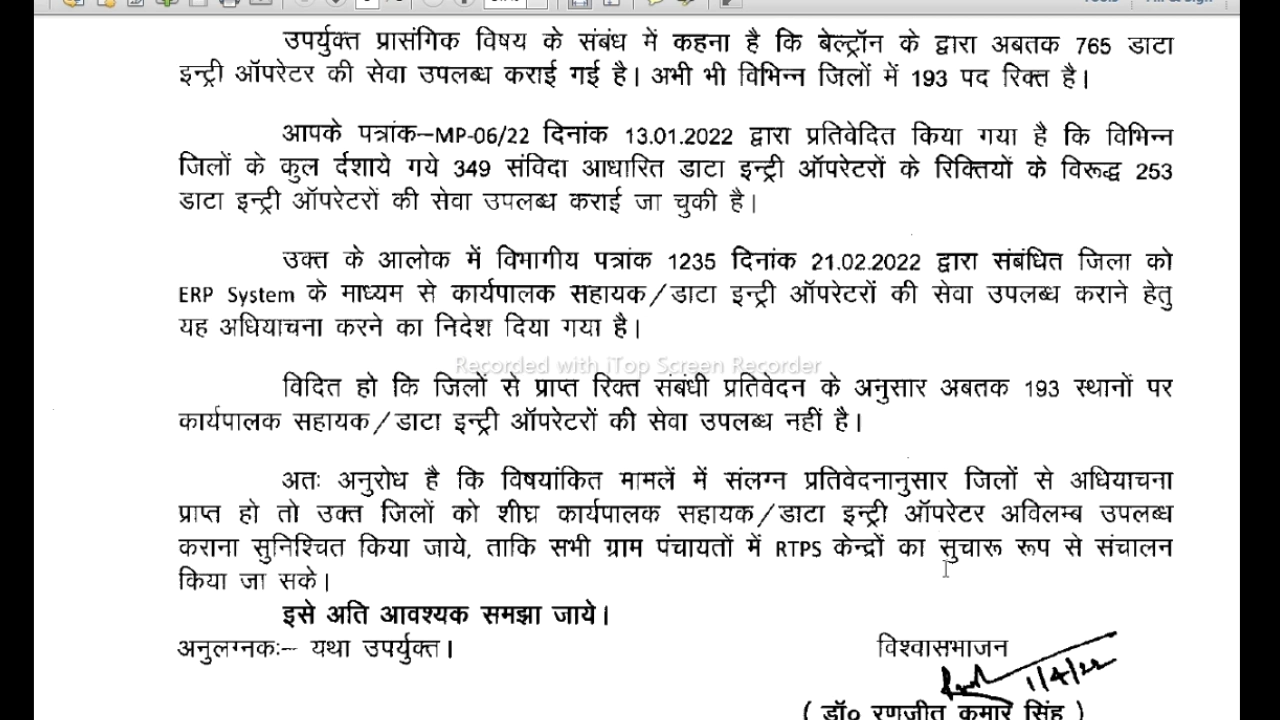 उपर्युक्त प्रासंगिक विषय के संबंध में कहना है कि बेल्ट्रॉन के द्वारा अबतक 765 डाटा
इन्ट्री ऑपरेटर की सेवा उपलब्ध कराई गई है। अभी भी विभिन्न जिलों में 193 पद रिक्त है।
आपके पत्रांक–MP-06/22 दिनांक 13.01.2022 द्वारा प्रतिवेदित किया गया है कि विभिन्न
जिलों के कुल र्दशाये गये 349 संविदा आधारित डाटा इन्ट्री ऑपरेटरों के रिक्तियों के विरूद्ध 253
डाटा इन्ट्री ऑपरेटरों की सेवा उपलब्ध कराई जा चुकी है।
उक्त के आलोक में विभागीय पत्रांक 1235 दिनांक 21.02.2022 द्वारा संबंधित जिला को
ERP System के माध्यम से कार्यपालक सहायक/डाटा इन्ट्री ऑपरेटरों की सेवा उपलब्ध कराने हेतु
यह अधियाचना करने का निदेश दिया गया है।
Recorded with iTop Screen Recorder
विदित हो कि जिलों से प्राप्त रिक्त संबंधी प्रतिवेदन के अनुसार अबतक 193 स्थानों पर
कार्यपालक सहायक/डाटा इन्ट्री ऑपरेटरों की सेवा उपलब्ध नहीं है।
अतः अनुरोध है कि विषयांकित मामलें में संलग्न प्रतिवेदनानुसार जिलों से अधियाचना
प्राप्त हो तो उक्त जिलों को शीघ्र कार्यपालक सहायक/डाटा इन्ट्री ऑपरेटर अविलम्ब उपलब्ध
कराना सुनिश्चित किया जाये, ताकि सभी ग्राम पंचायतों में RTPS केन्द्रों का सुचारू रूप से संचालन
किया जा सके।
इसे अति आवश्यक समझा जाये।
अनुलग्नकः– यथा उपर्युक्त। विश्वासभाजन
1/4/22
( डॉ० रणजीत कुमार सिंह )